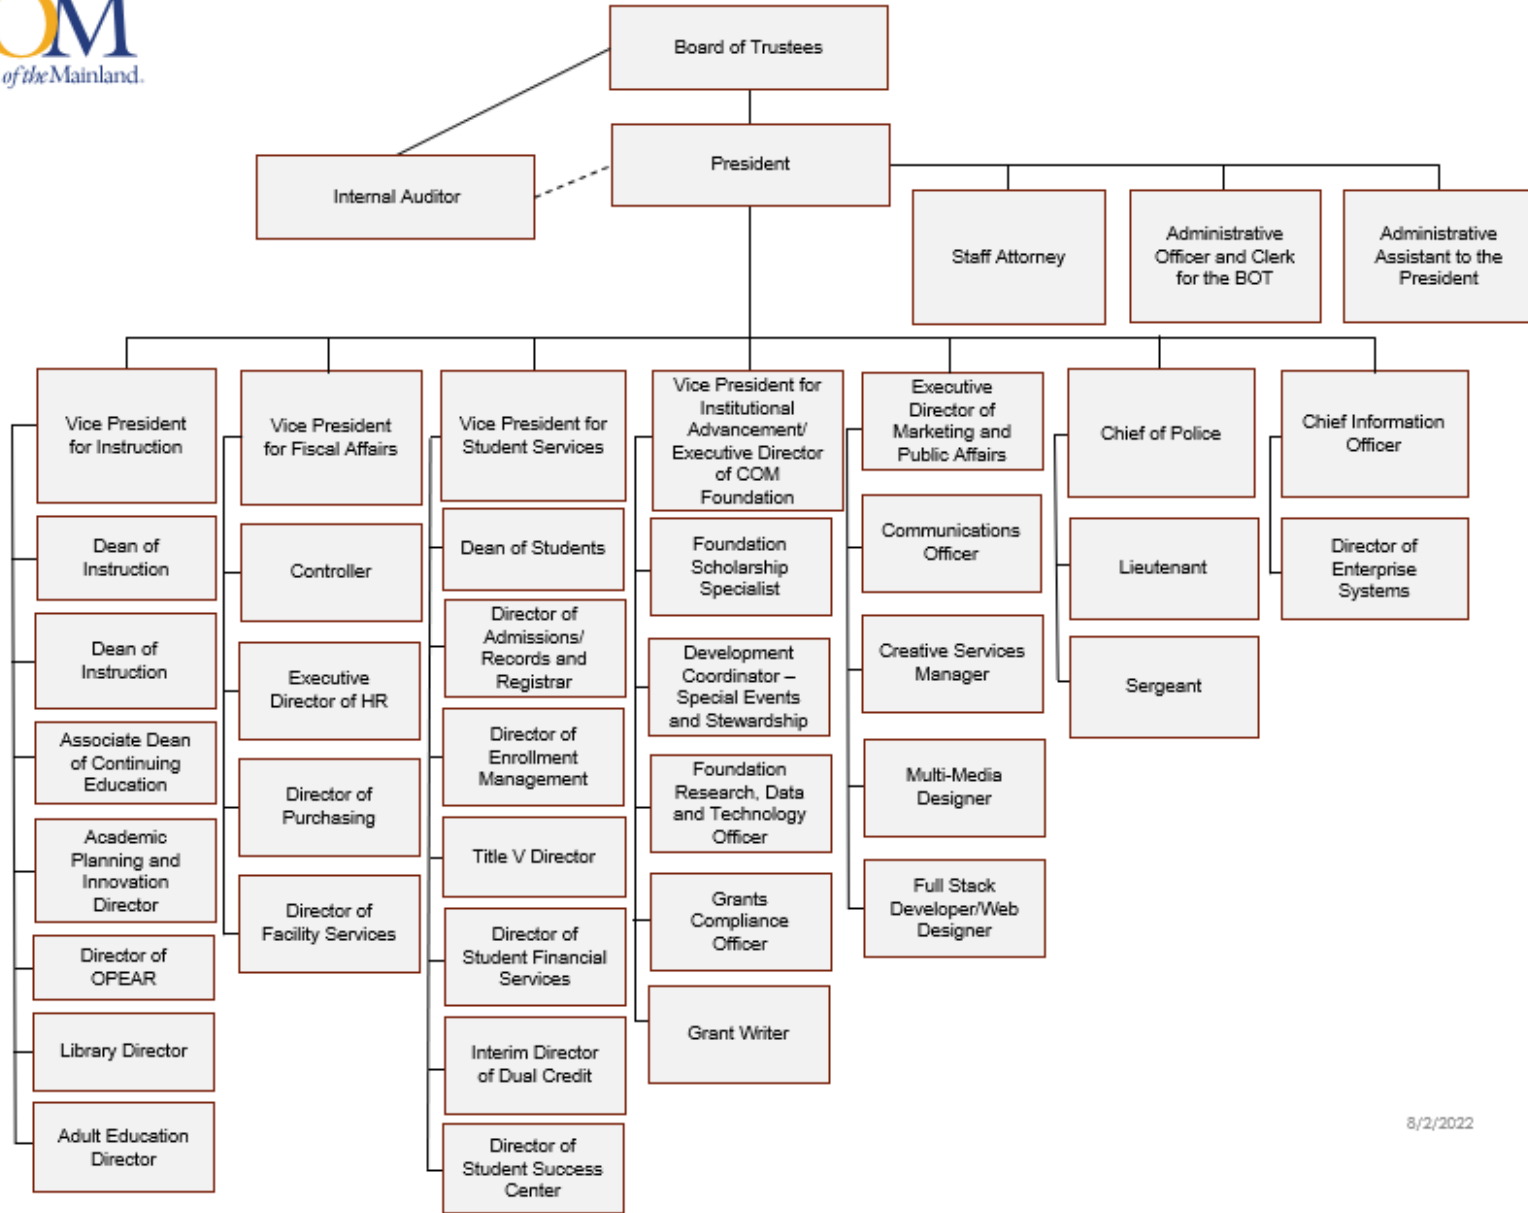 OM
of the Mainland.
Board of Trustees
President
Internal Auditor
Staff Attorney
Administrative
Officer and Clerk
for the BOT
Administrative
Assistant to the
President
Vice President
for Instruction
Dean of
Instruction
Dean of
Instruction
Associate Dean
of Continuing
Education
Academic
Planning and
Innovation
Director
Director of
OPEAR
Library Director
Adult Education
Director
Vice President
for Fiscal Affairs
Controller
Executive
Director of HR
Director of
Purchasing
Director of
Facility Services
Vice President for
Student Services
Dean of Students
Director of
Admissions/
Records and
Registrar
Director of
Enrollment
Management
Title V Director
Director of
Student Financial
Services
Interim Director
of Dual Credit
Director of
Student Success
Center
Vice President for
Institutional
Advancement/
Executive Director
of COM
Foundation
Foundation
Scholarship
Specialist
Development
Coordinator –
Special Events
and Stewardship
Foundation
Research, Data
and Technology
Officer
Grants
Compliance
Officer
Grant Writer
Executive
Director of
Marketing and
Public Affairs
Communications
Officer
Creative Services
Manager
Multi-Media
Designer
Full Stack
Developer/Web
Designer
Chief of Police
Lieutenant
Sergeant
Chief Information
Officer
Director of
Enterprise
Systems
8/2/2022